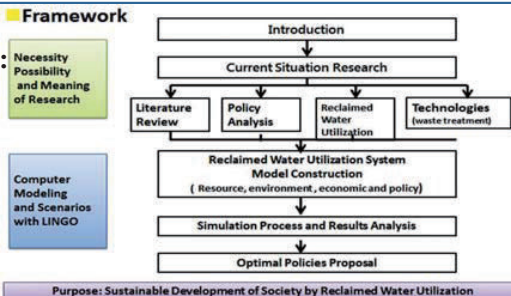 Framework
Introduction
: Necessity
: Possibility
and Meaning
of Research
Current Situation Research
Literature
Review
Policy
Analysis
Reclaimed
Water
Utilization
Technologies
(waste treatment)
Computer
Modeling
and Scenarios
with LINGO
Reclaimed Water Utilization System
Model Construction
( Resource, environment , economic and policy)
Simulation Process and Results Analysis
Optimal Policies Proposal
Purpose: Sustainable Development of Society by Reclaimed Water Utilization